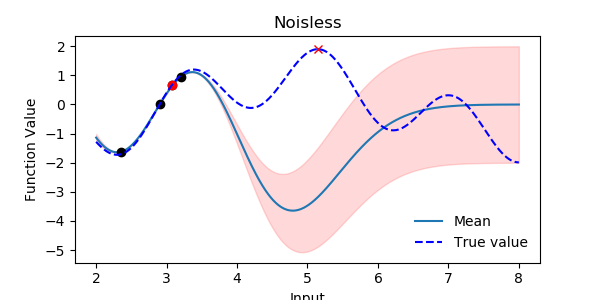 Noisless
Function Value
2
1
0
−1
−2
−3
−4
−5
2 3 4 5 6 7 8
Input
Mean
True value